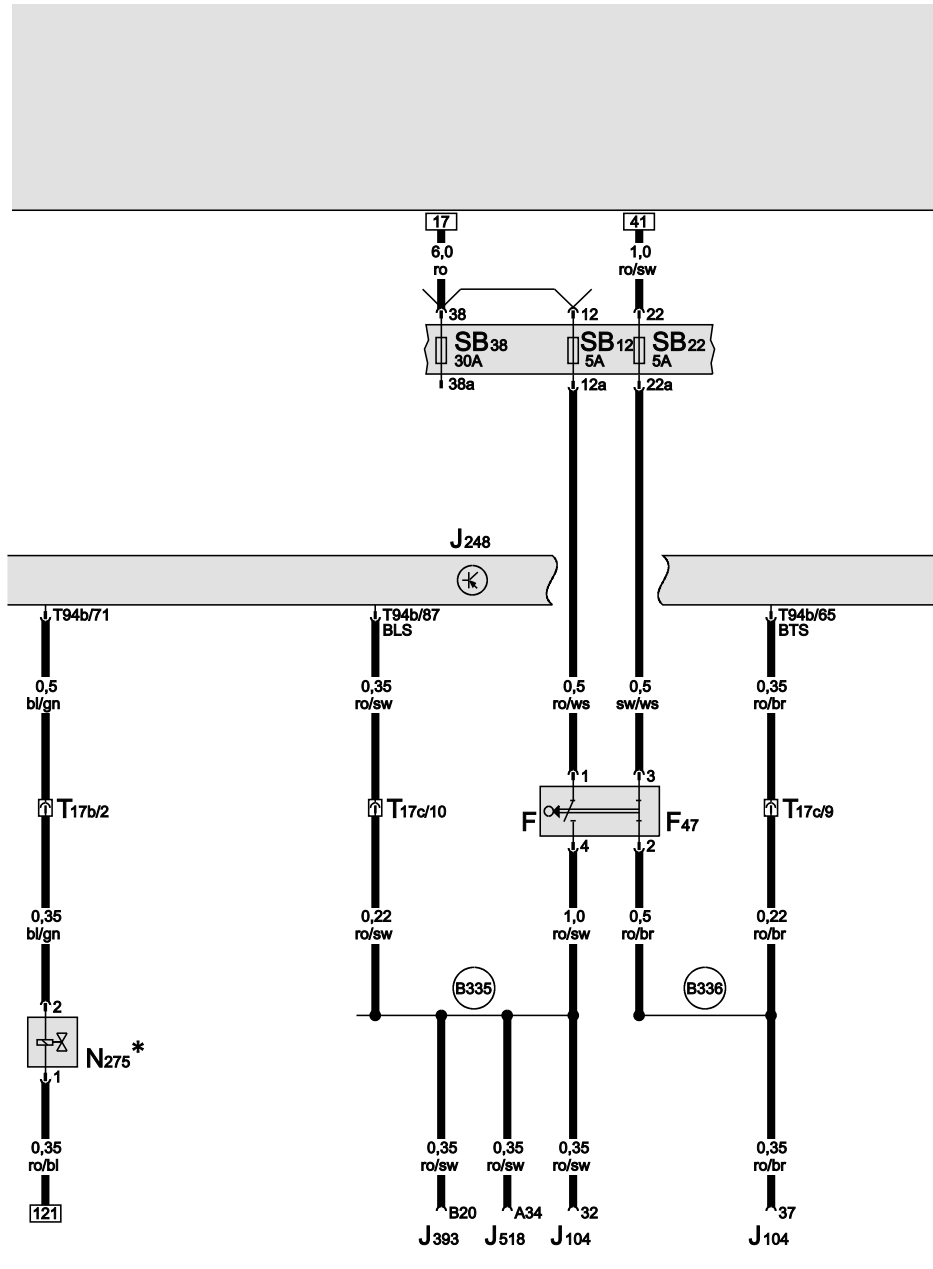 17 41
6,0 1,0
ro ro/sw
38 12 22
SB38 SB12 SB22
30A 5A 5A
38a 12a 22a
J248
T94b/71 T94b/87 T94b/65
BLS BTS
0,5 0,35 0,5 0,5 0,35
bl/gn ro/sw ro/ws sw/ws ro/br
1 3
T17b/2 T17c/10 F F47 T17c/9
4 2
0,35 0,22 1,0 0,5 0,22
bl/gn ro/sw ro/sw ro/br ro/br
B335 B336
2
N275*
1
0,35 0,35 0,35 0,35 0,35
ro/bl ro/sw ro/sw ro/sw ro/br
121 B20 A34 32 37
J393 J518 J104 J104